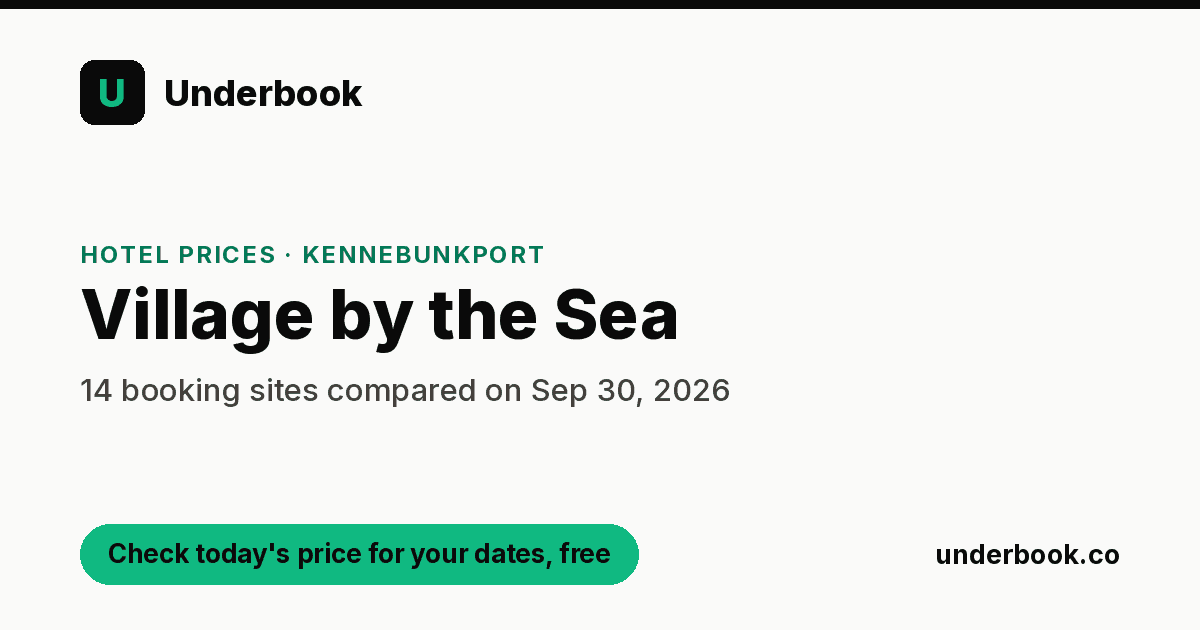 U Underbook
HOTEL PRICES · KENNEBUNKPORT
Village by the Sea
14 booking sites compared on Sep 30, 2026
Check today's price for your dates, free
underbook.co